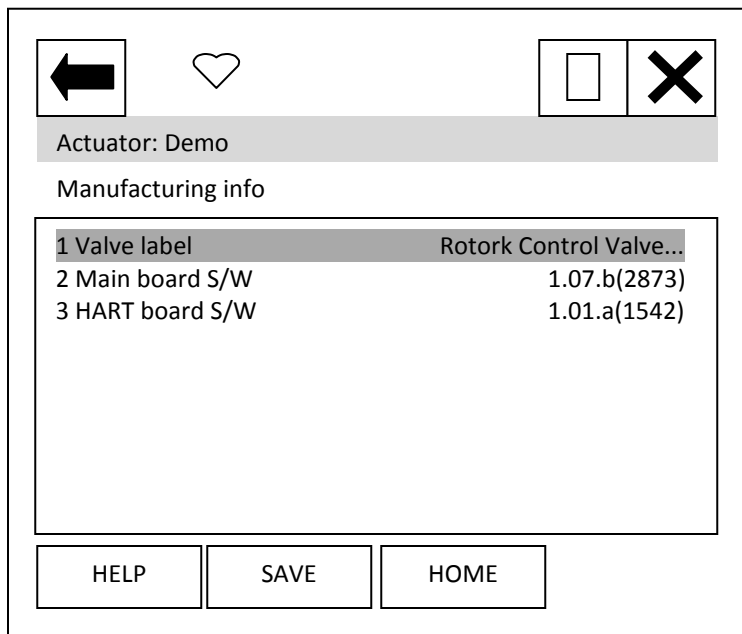 Actuator: Demo
Manufacturing info
1 Valve label Rotork Control Valve...
2 Main board S/W 1.07.b(2873)
3 HART board S/W 1.01.a(1542)
HELP SAVE HOME